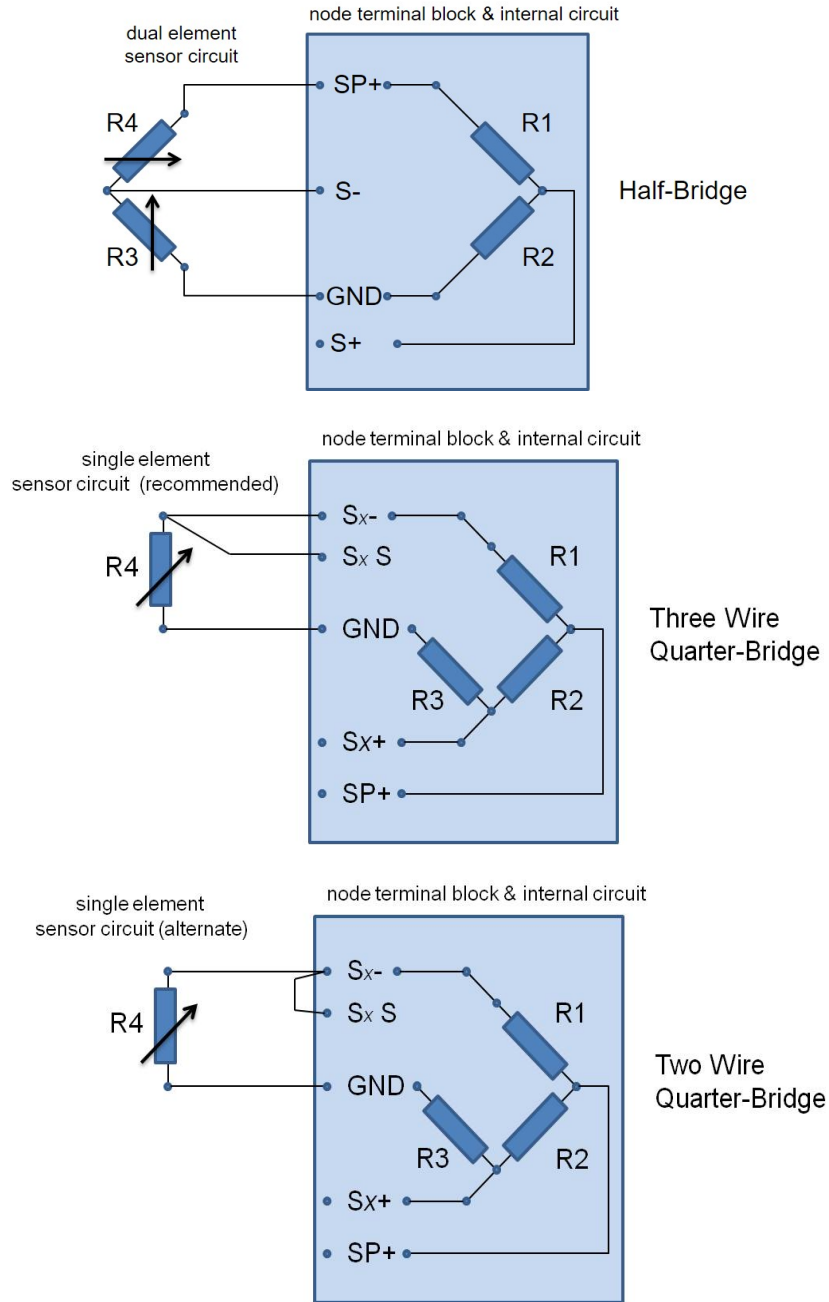 node terminal block & internal circuit
dual element
sensor circuit
SP+
R4
R1
S-
Half-Bridge
R3
R2
GND
S+
node terminal block & internal circuit
single element
sensor circuit (recommended)
Sx-
Sx S
R1
R4
GND
Three Wire
Quarter-Bridge
R3
R2
Sx+
SP+
node terminal block & internal circuit
single element
sensor circuit (alternate)
Sx-
Sx S
R1
R4
GND
Two Wire
Quarter-Bridge
R3
R2
Sx+
SP+